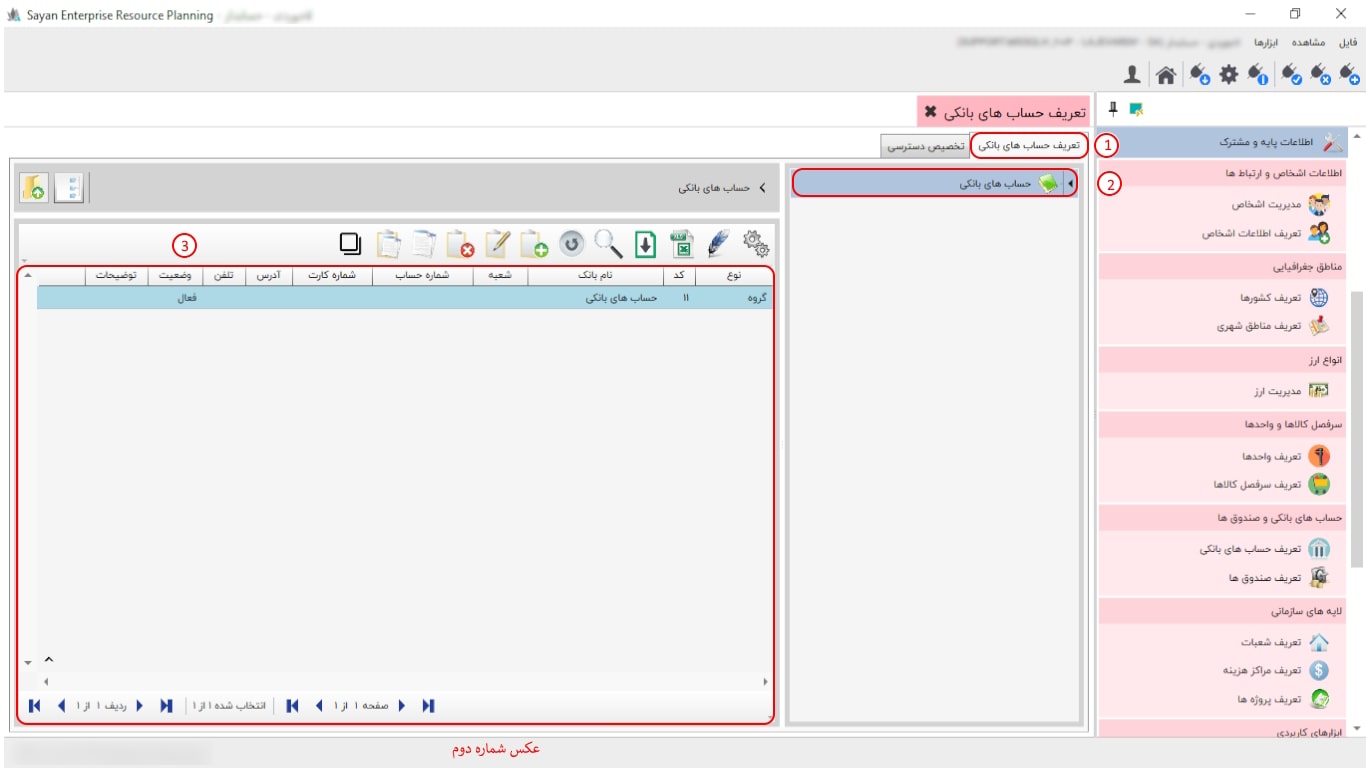 Sayan Enterprise Resource Planning
فایل مشاهده ابزارها
تعریف حساب های بانکی
تعریف حساب های بانکی تخصیص دسترسی
1
اطلاعات پایه و مشترک
اطلاعات اشخاص و ارتباط ها
مدیریت اشخاص
تعریف اطلاعات اشخاص
مناطق جغرافیایی
تعریف کشورها
تعریف مناطق شهری
انواع ارز
مدیریت ارز
سرفصل کالاها و واحدها
تعریف واحدها
تعریف سرفصل کالاها
حساب های بانکی و صندوق ها
تعریف حساب های بانکی
تعریف صندوق ها
لایه های سازمانی
تعریف شعبات
تعریف مراکز هزینه
تعریف پروژه ها
ابزارهای کاربردی
2
حساب های بانکی
حساب های بانکی
3
نوع کد نام بانک شعبه شماره حساب شماره کارت آدرس تلفن وضعیت توضیحات
گروه ۱۱ حساب های بانکی فعال
صفحه ۱ از ۱ انتخاب شده ۱ از ۱ ردیف ۱ از ۱
عکس شماره دوم